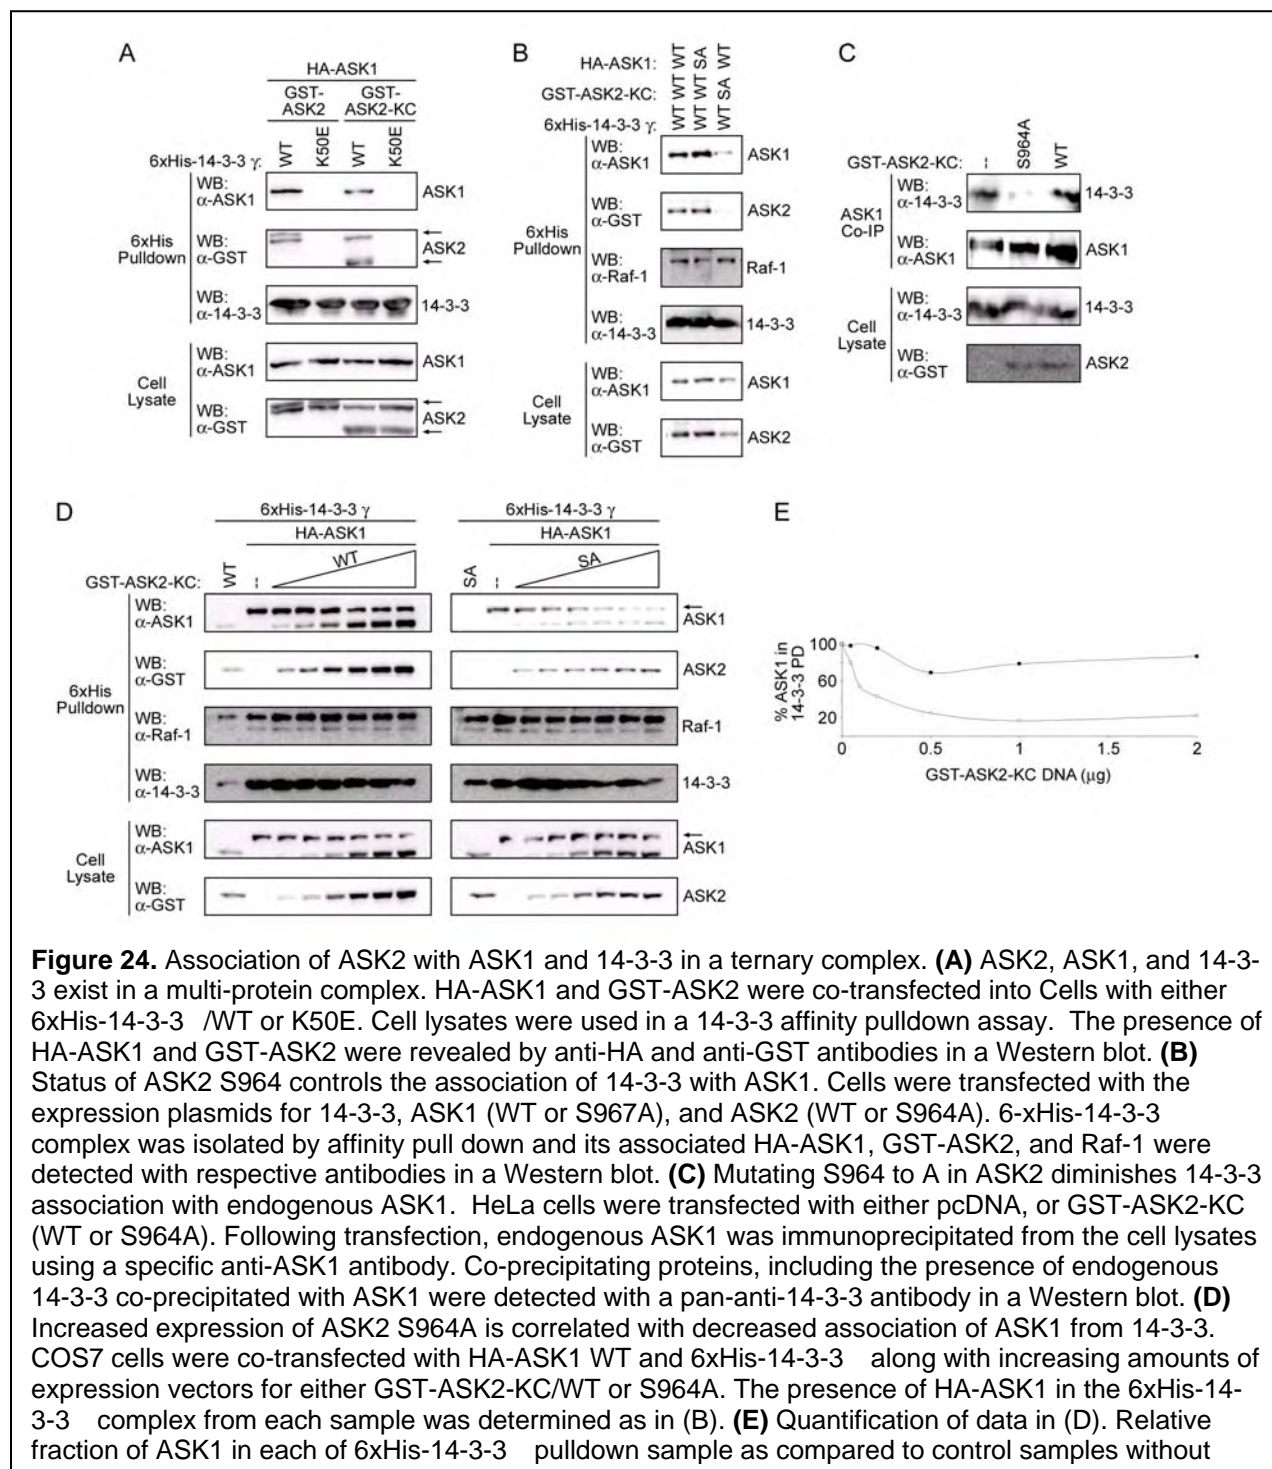 A
HA-ASK1
GST-
ASK2
GST-
ASK2-KC
6xHis-14-3-3 γ:
WT
K50E
WT
K50E
6xHis
Pulldown
WB:
α-ASK1
ASK1
WB:
α-GST
ASK2
WB:
α-14-3-3
14-3-3
Cell
Lysate
WB:
α-ASK1
ASK1
WB:
α-GST
ASK2
B
HA-ASK1:
WT WT SA WT
GST-ASK2-KC:
WT WT WT SA
6xHis-14-3-3 γ:
6xHis
Pulldown
WB:
α-ASK1
ASK1
WB:
α-GST
ASK2
WB:
α-Raf-1
Raf-1
WB:
α-14-3-3
14-3-3
Cell
Lysate
WB:
α-ASK1
ASK1
WB:
α-GST
ASK2
C
GST-ASK2-KC:
--
S964A
WT
ASK1
Co-IP
WB:
α-14-3-3
14-3-3
WB:
α-ASK1
ASK1
Cell
Lysate
WB:
α-14-3-3
14-3-3
WB:
α-GST
ASK2
D
6xHis-14-3-3 γ
HA-ASK1
GST-ASK2-KC:
WT
--
WT
6xHis-14-3-3 γ
HA-ASK1
SA
--
SA
6xHis
Pulldown
WB:
α-ASK1
ASK1
WB:
α-GST
ASK2
WB:
α-Raf-1
Raf-1
WB:
α-14-3-3
14-3-3
Cell
Lysate
WB:
α-ASK1
ASK1
WB:
α-GST
ASK2
E
% ASK1 in
14-3-3 PD
100
60
20
0 0.5 1 1.5 2
GST-ASK2-KC DNA (μg)
Figure 24. Association of ASK2 with ASK1 and 14-3-3 in a ternary complex. (A) ASK2, ASK1, and 14-3-
3 exist in a multi-protein complex. HA-ASK1 and GST-ASK2 were co-transfected into Cells with either
6xHis-14-3-3 /WT or K50E. Cell lysates were used in a 14-3-3 affinity pulldown assay. The presence of
HA-ASK1 and GST-ASK2 were revealed by anti-HA and anti-GST antibodies in a Western blot. (B)
Status of ASK2 S964 controls the association of 14-3-3 with ASK1. Cells were transfected with the
expression plasmids for 14-3-3, ASK1 (WT or S967A), and ASK2 (WT or S964A). 6-xHis-14-3-3
complex was isolated by affinity pull down and its associated HA-ASK1, GST-ASK2, and Raf-1 were
detected with respective antibodies in a Western blot. (C) Mutating S964 to A in ASK2 diminishes 14-3-3
association with endogenous ASK1. HeLa cells were transfected with either pcDNA, or GST-ASK2-KC
(WT or S964A). Following transfection, endogenous ASK1 was immunoprecipitated from the cell lysates
using a specific anti-ASK1 antibody. Co-precipitating proteins, including the presence of endogenous
14-3-3 co-precipitated with ASK1 were detected with a pan-anti-14-3-3 antibody in a Western blot. (D)
Increased expression of ASK2 S964A is correlated with decreased association of ASK1 from 14-3-3.
COS7 cells were co-transfected with HA-ASK1 WT and 6xHis-14-3-3 along with increasing amounts of
expression vectors for either GST-ASK2-KC/WT or S964A. The presence of HA-ASK1 in the 6xHis-14-
3-3 complex from each sample was determined as in (B). (E) Quantification of data in (D). Relative
fraction of ASK1 in each of 6xHis-14-3-3 pulldown sample as compared to control samples without